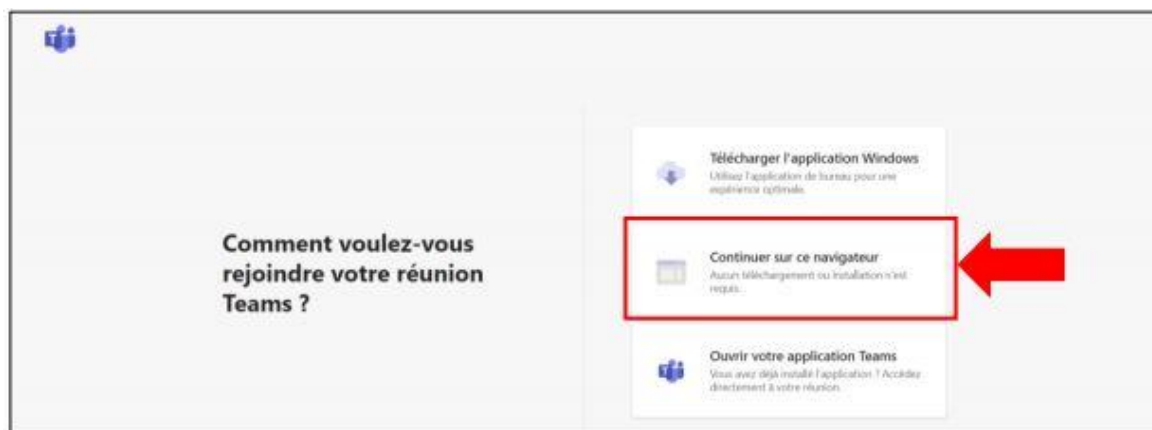 Comment voulez-vous
rejoindre votre réunion
Teams ?
Télécharger l'application Windows
Utilisez l'application de bureau pour une
expérience optimale.
Continuer sur ce navigateur
Aucun téléchargement ou installation n'est
requis.
Ouvrir votre application Teams
Vous avez déjà installé l'application ? Accédez
directement à votre réunion.